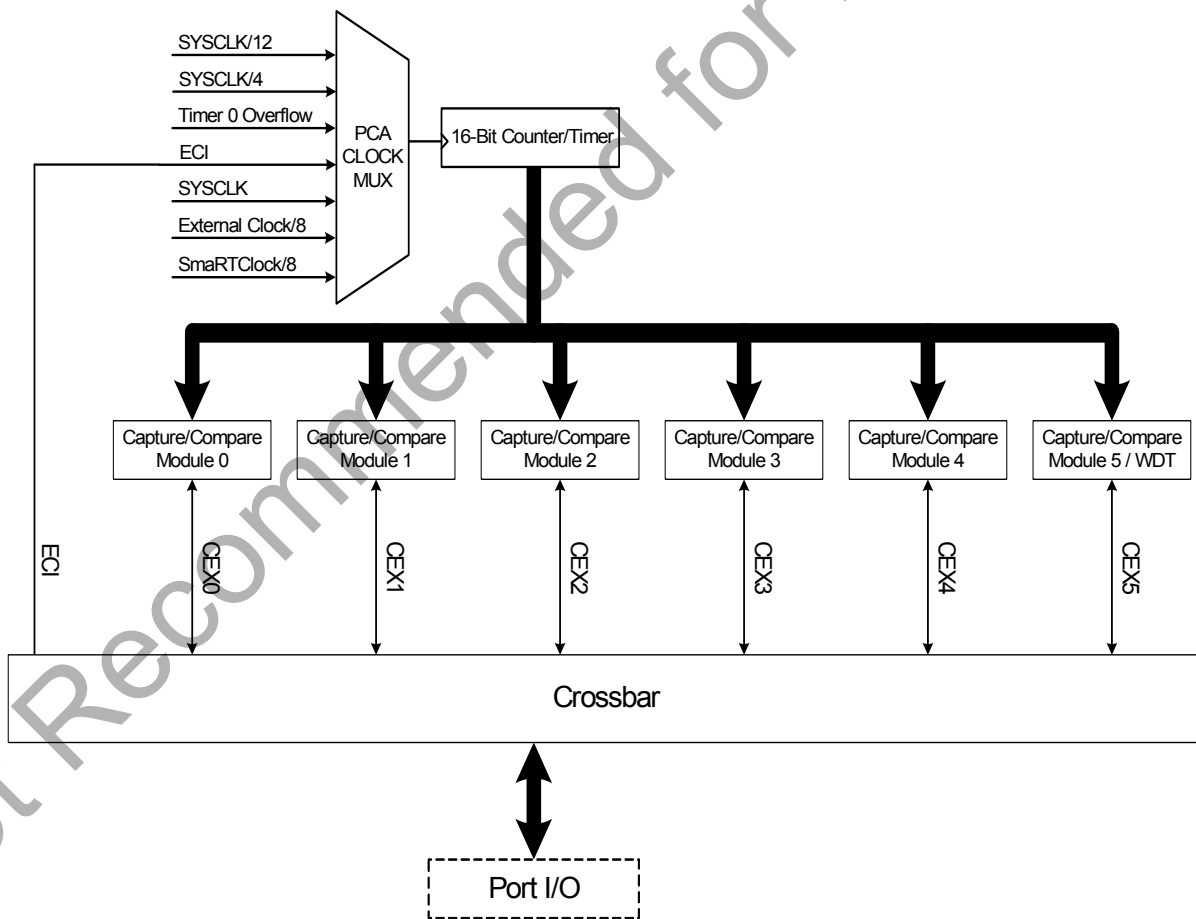 SYSCLK/12
SYSCLK/4
Timer 0 Overflow
ECI
SYSCLK
External Clock/8
SmaRTClock/8
PCA
CLOCK
MUX
16-Bit Counter/Timer
Capture/Compare
Module 0
Capture/Compare
Module 1
Capture/Compare
Module 2
Capture/Compare
Module 3
Capture/Compare
Module 4
Capture/Compare
Module 5 / WDT
ECI
CEX0
CEX1
CEX2
CEX3
CEX4
CEX5
Crossbar
Port I/O
Recommended for